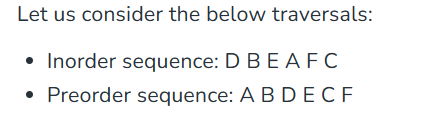 Let us consider the below traversals:
• Inorder sequence: D B E A F C
• Preorder sequence: A B D E C F